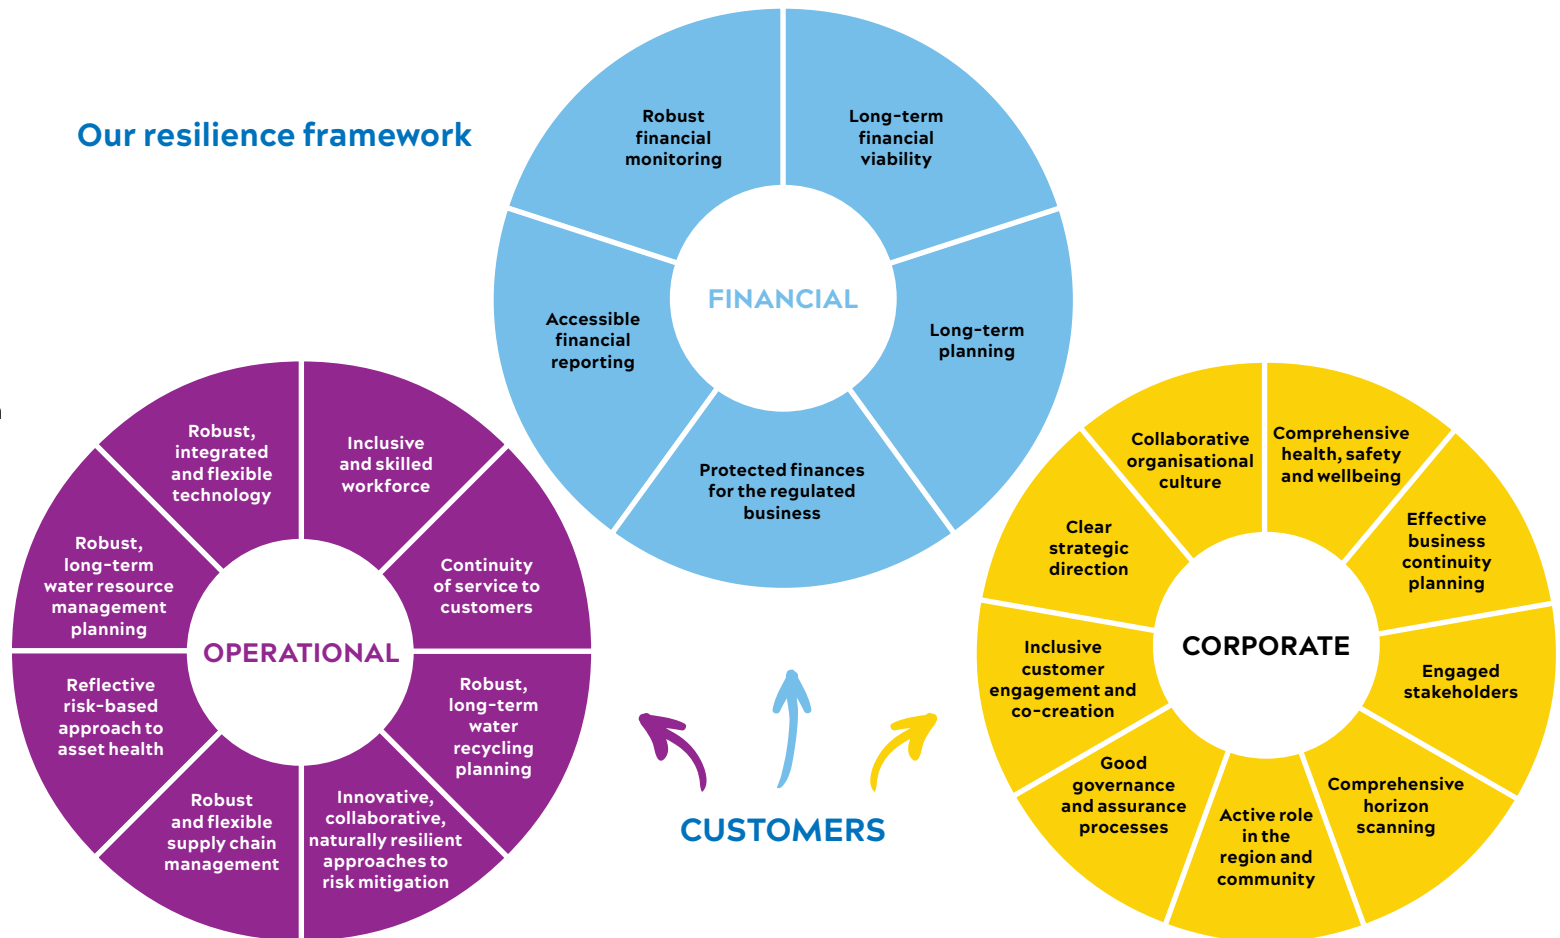 Our resilience framework
Robust
financial
monitoring
Long-term
financial
viability
Accessible
financial
reporting
FINANCIAL
Long-term
planning
Protected finances
for the regulated
business
Robust,
integrated
and flexible
technology
Inclusive
and skilled
workforce
Robust,
long-term
water resource
management
planning
Continuity
of service to
customers
OPERATIONAL
Reflective
risk-based
approach to
asset health
Robust,
long-term
water
recycling
planning
Robust
and flexible
supply chain
management
Innovative,
collaborative,
naturally resilient
approaches to
risk mitigation
CUSTOMERS
Collaborative
organisational
culture
Comprehensive
health, safety
and wellbeing
Clear
strategic
direction
Effective
business
continuity
planning
CORPORATE
Inclusive
customer
engagement and
co-creation
Engaged
stakeholders
Good
governance
and assurance
processes
Active role
in the
region and
community
Comprehensive
horizon
scanning